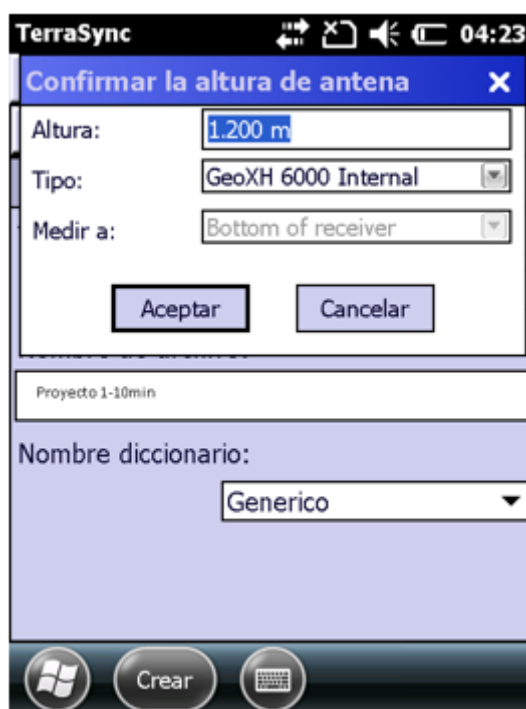 TerraSync 04:23
Confirmar la altura de antena
Altura: 1.200 m
Tipo: GeoXH 6000 Internal
Medir a: Bottom of receiver
Aceptar Cancelar
Proyecto 1-10min
Nombre diccionario:
Generico
Crear